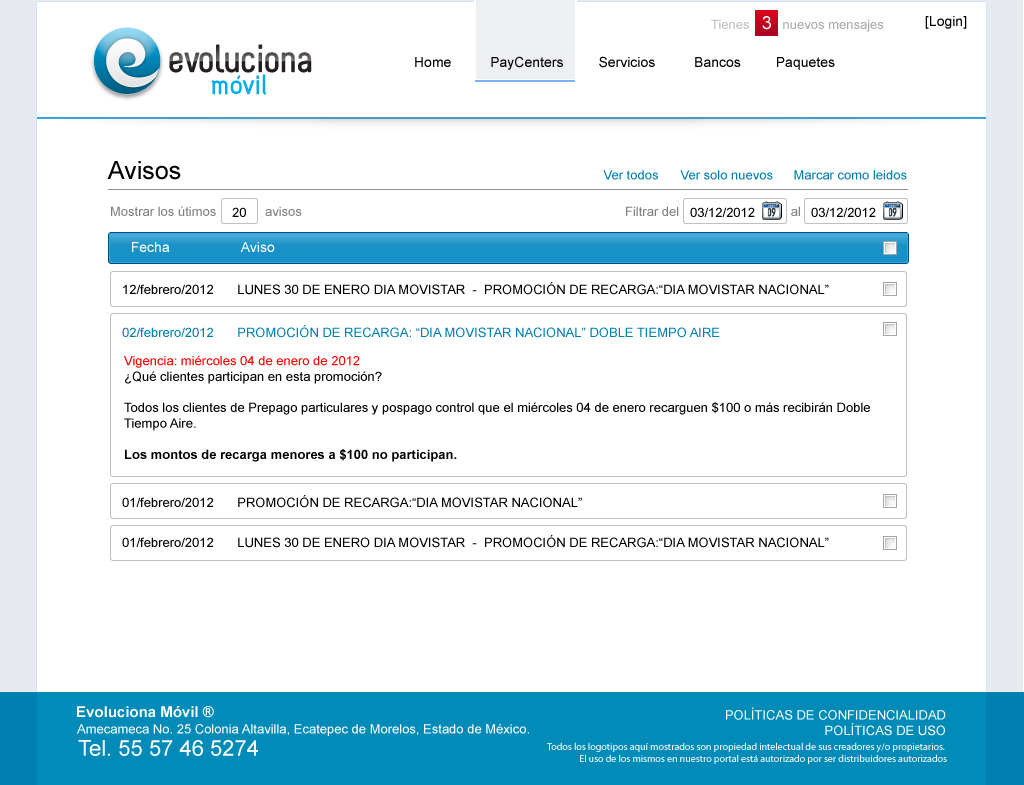 Tienes 3 nuevos mensajes
[Login]
evoluciona
móvil
Home PayCenters Servicios Bancos Paquetes
Avisos
Ver todos Ver solo nuevos Marcar como leidos
Mostrar los útimos 20 avisos
Filtrar del 03/12/2012 09 al 03/12/2012 09
Fecha Aviso
12/febrero/2012 LUNES 30 DE ENERO DIA MOVISTAR - PROMOCIÓN DE RECARGA:“DIA MOVISTAR NACIONAL”
02/febrero/2012 PROMOCIÓN DE RECARGA: “DIA MOVISTAR NACIONAL” DOBLE TIEMPO AIRE
Vigencia: miércoles 04 de enero de 2012
¿Qué clientes participan en esta promoción?
Todos los clientes de Prepago particulares y pospago control que el miércoles 04 de enero recarguen $100 o más recibirán Doble
Tiempo Aire.
Los montos de recarga menores a $100 no participan.
01/febrero/2012 PROMOCIÓN DE RECARGA:“DIA MOVISTAR NACIONAL”
01/febrero/2012 LUNES 30 DE ENERO DIA MOVISTAR - PROMOCIÓN DE RECARGA:“DIA MOVISTAR NACIONAL”
Evoluciona Móvil ®
Amecameca No. 25 Colonia Altavilla, Ecatepec de Morelos, Estado de México.
Tel. 55 57 46 5274
POLÍTICAS DE CONFIDENCIALIDAD
POLÍTICAS DE USO
Todos los logotipos aquí mostrados son propiedad intelectual de sus creadores y/o propietarios.
El uso de los mismos en nuestro portal está autorizado por ser distribuidores autorizados